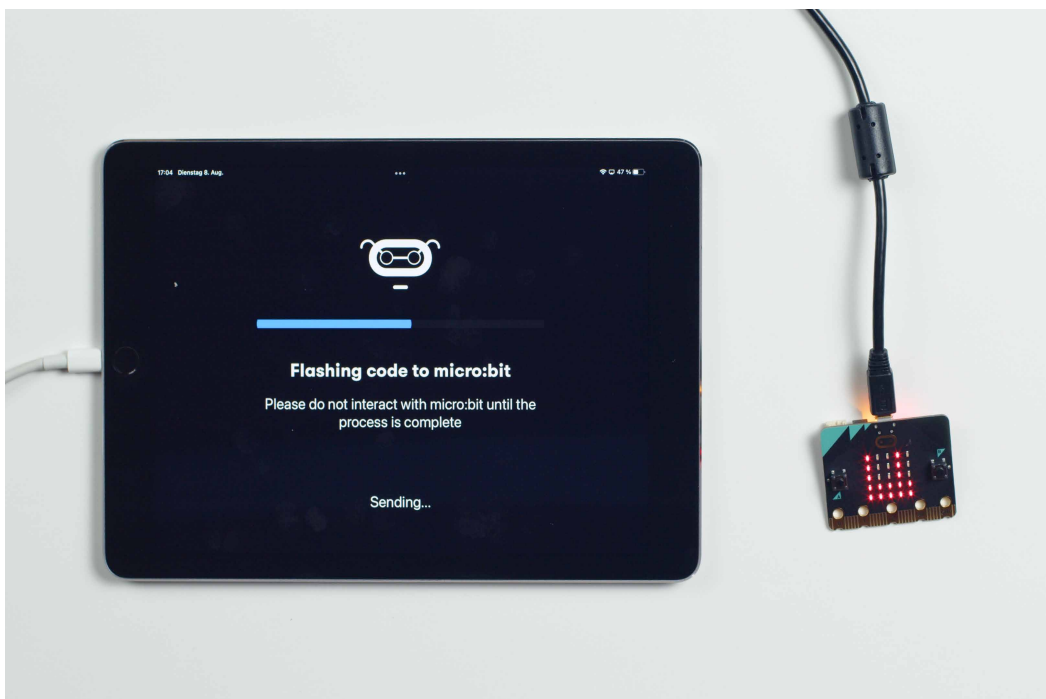 17:04 Dienstag 8. Aug.
47 %
Flashing code to micro:bit
Please do not interact with micro:bit until the
process is complete
Sending...